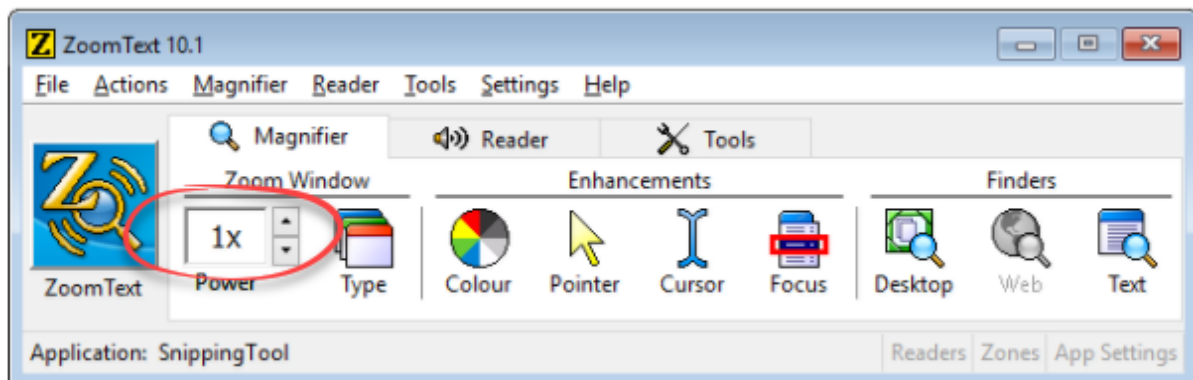 ZoomText 10.1
File Actions Magnifier Reader Tools Settings Help
Magnifier Reader Tools
Zoom Window Enhancements Finders
1x
ZoomText Power Type Colour Pointer Cursor Focus Desktop Web Text
Application: SnippingTool Readers Zones App Settings